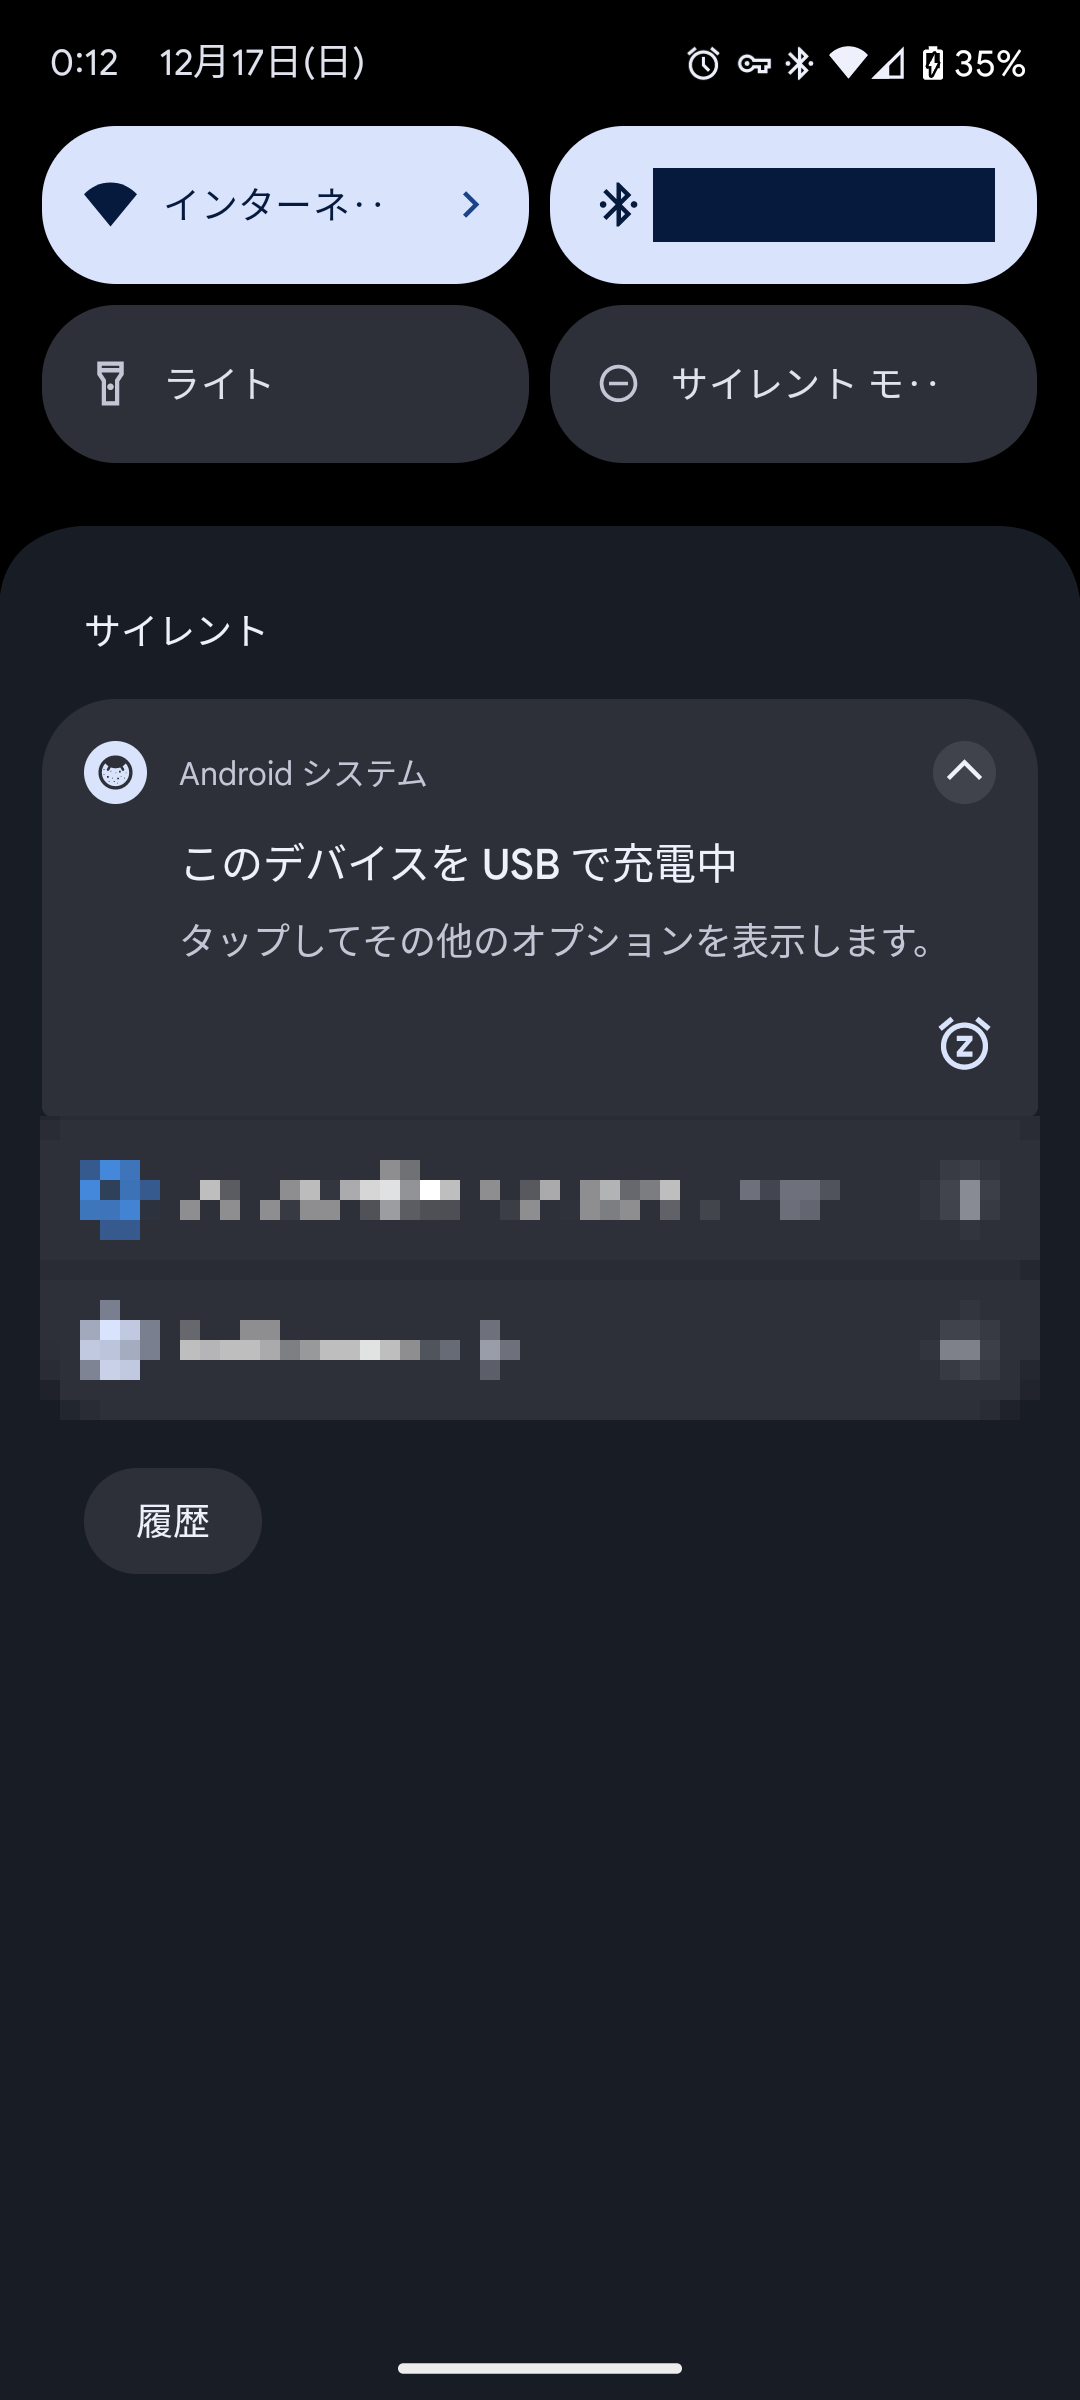 0:12 12月17日(日) 35%
インターネ‥
ライト サイレント モ‥
サイレント
Android システム
このデバイスを USB で充電中
タップしてその他のオプションを表示します。
履歴